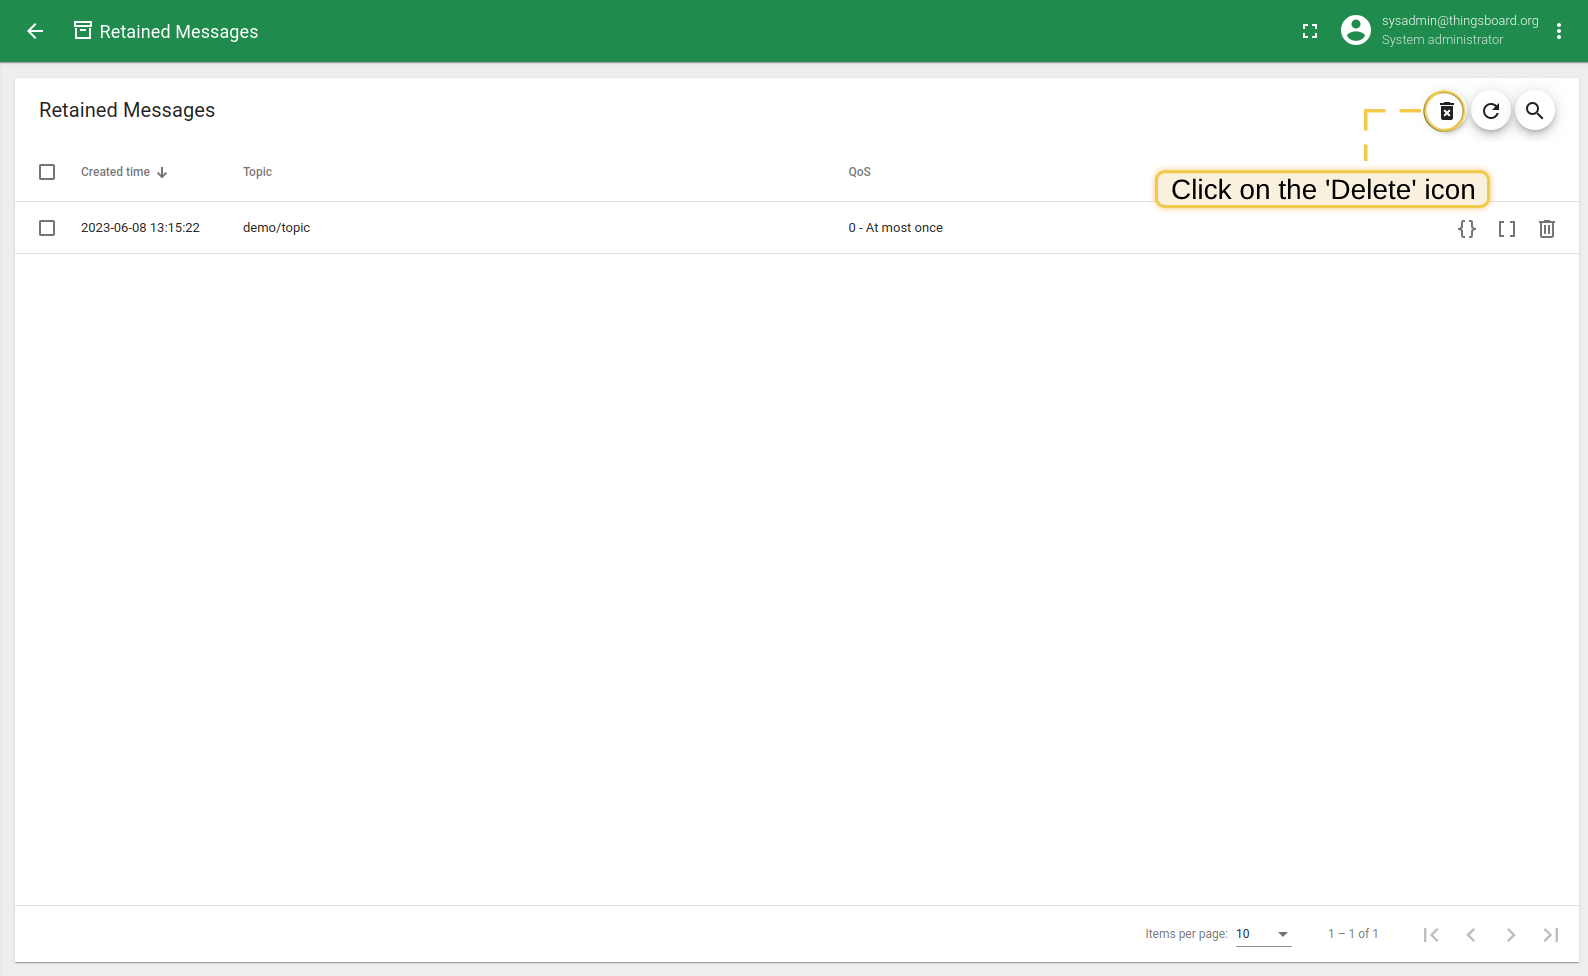 Retained Messages
sysadmin@thingsboard.org
System administrator
Retained Messages
Created time
Topic
QoS
Click on the 'Delete' icon
2023-06-08 13:15:22
demo/topic
0 - At most once
{}
[]
Items per page: 10
1 – 1 of 1